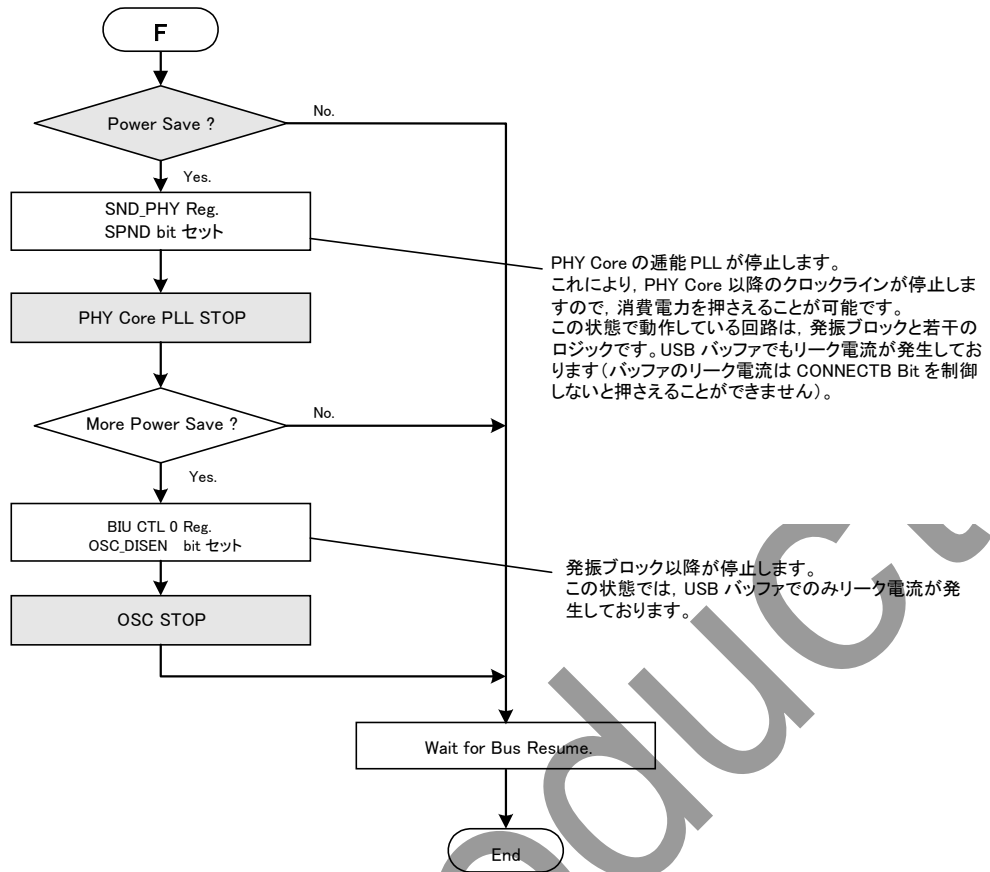 F
Power Save ?
No.
Yes.
SND_PHY Reg.
SPND bit セット
PHY Core の逓能 PLL が停止します。
これにより, PHY Core 以降のクロックラインが停止しま
すので, 消費電力を押さえることが可能です。
この状態で動作している回路は, 発振ブロックと若干の
ロジックです。USB バッファでもリーク電流が発生してお
ります(バッファのリーク電流は CONNECTB Bit を制御
しないと押さえることができません)。
PHY Core PLL STOP
More Power Save ?
No.
Yes.
BIU CTL 0 Reg.
OSC_DISEN bit セット
発振ブロック以降が停止します。
この状態では, USB バッファでのみリーク電流が発
生しております。
OSC STOP
Wait for Bus Resume.
End